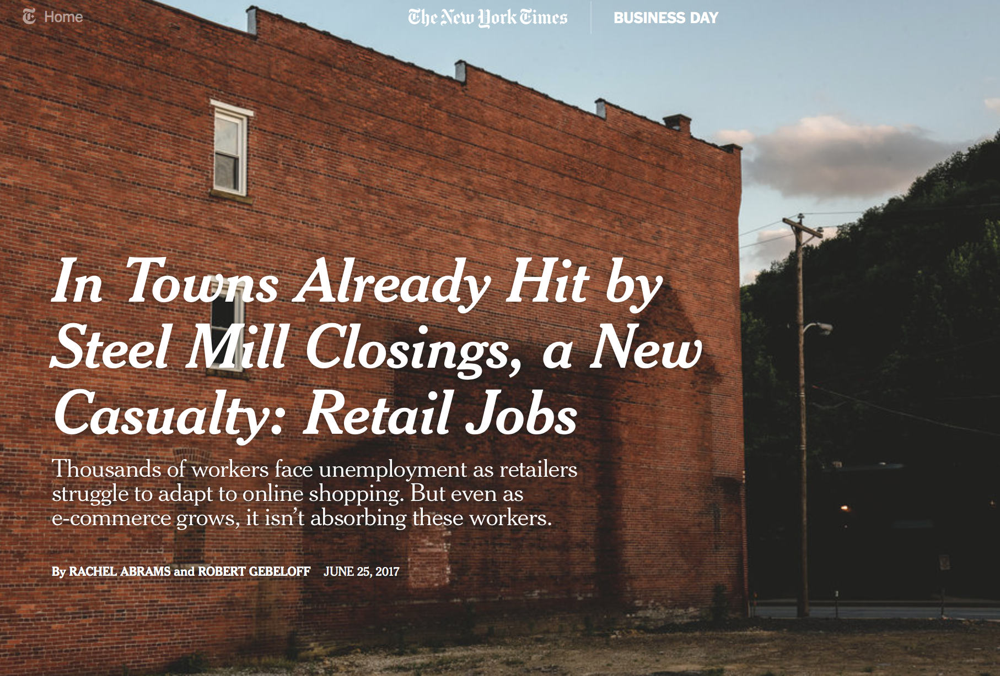 Home
The New York Times
BUSINESS DAY
In Towns Already Hit by
Steel Mill Closings, a New
Casualty: Retail Jobs
Thousands of workers face unemployment as retailers
struggle to adapt to online shopping. But even as
e-commerce grows, it isn’t absorbing these workers.
By RACHEL ABRAMS and ROBERT GEBELOFF JUNE 25, 2017